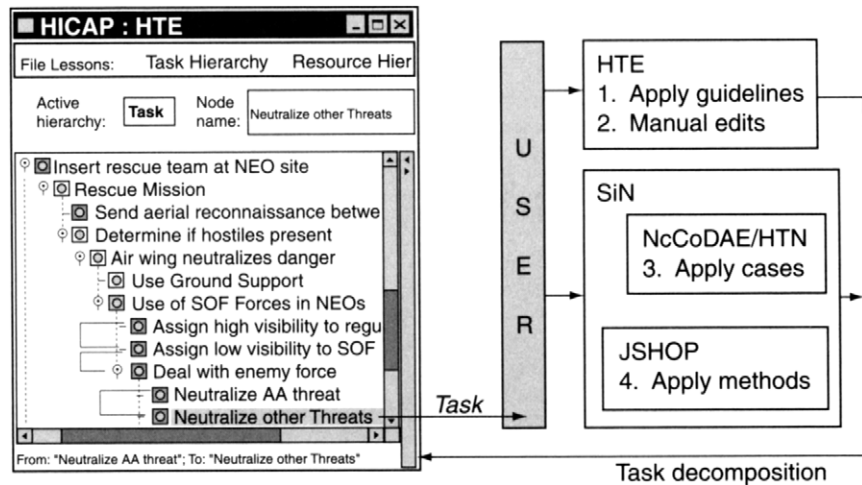 HICAP : HTE
File Lessons: Task Hierarchy Resource Hier
Active hierarchy: Task Node name: Neutralize other Threats
Insert rescue team at NEO site
Rescue Mission
Send aerial reconnaissance betwe
Determine if hostiles present
Air wing neutralizes danger
Use Ground Support
Use of SOF Forces in NEOs
Assign high visibility to regu
Assign low visibility to SOF
Deal with enemy force
Neutralize AA threat
Neutralize other Threats
From: "Neutralize AA threat"; To: "Neutralize other Threats"
Task
USER
HTE
1. Apply guidelines
2. Manual edits
SiN
NcCoDAE/HTN
3. Apply cases
JSHOP
4. Apply methods
Task decomposition